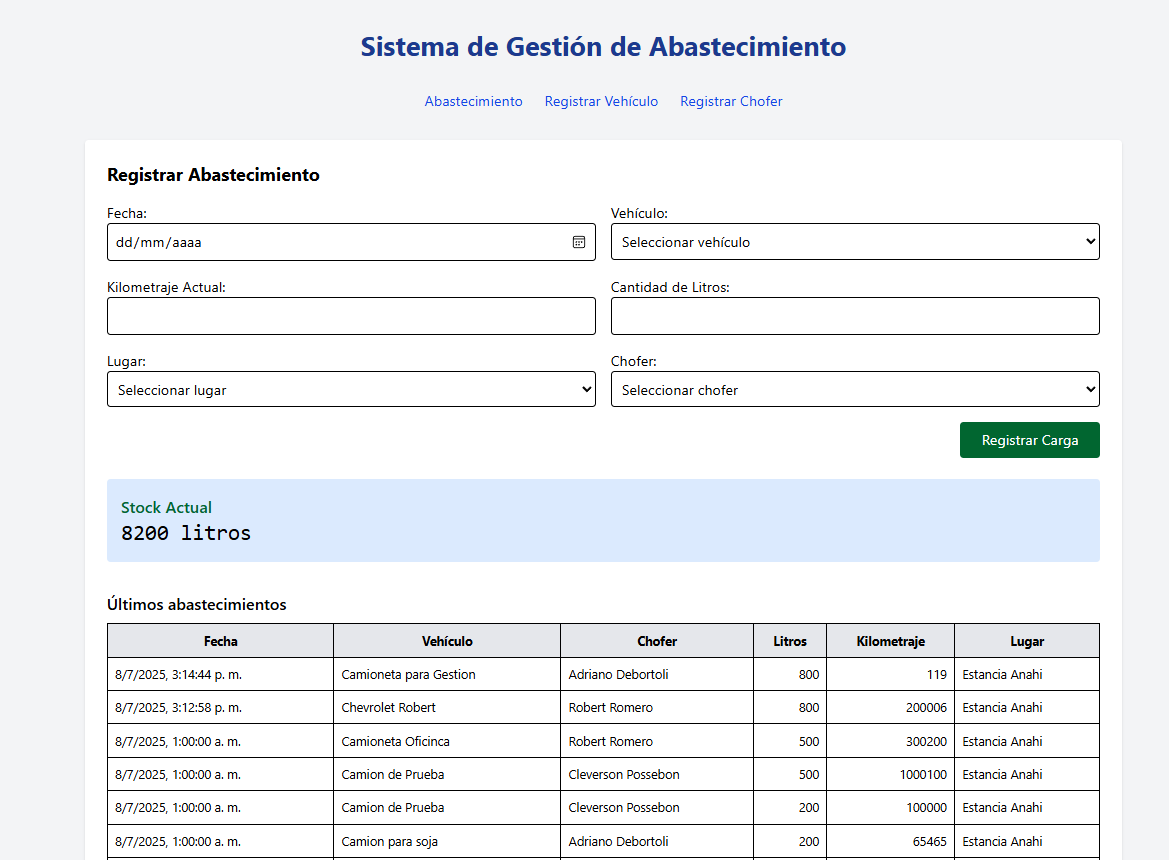 Sistema de Gestión de Abastecimiento
Abastecimiento Registrar Vehículo Registrar Chofer
Registrar Abastecimiento
Fecha: Vehículo:
dd/mm/aaaa Seleccionar vehículo
Kilometraje Actual: Cantidad de Litros:
Lugar: Chofer:
Seleccionar lugar Seleccionar chofer
Registrar Carga
Stock Actual
8200 litros
Últimos abastecimientos
Fecha Vehículo Chofer Litros Kilometraje Lugar
8/7/2025, 3:14:44 p. m. Camioneta para Gestion Adriano Debortoli 800 119 Estancia Anahi
8/7/2025, 3:12:58 p. m. Chevrolet Robert Robert Romero 800 200006 Estancia Anahi
8/7/2025, 1:00:00 a. m. Camioneta Oficinca Robert Romero 500 300200 Estancia Anahi
8/7/2025, 1:00:00 a. m. Camion de Prueba Cleverson Possebon 500 1000100 Estancia Anahi
8/7/2025, 1:00:00 a. m. Camion de Prueba Cleverson Possebon 200 100000 Estancia Anahi
8/7/2025, 1:00:00 a. m. Camion para soja Adriano Debortoli 200 65465 Estancia Anahi